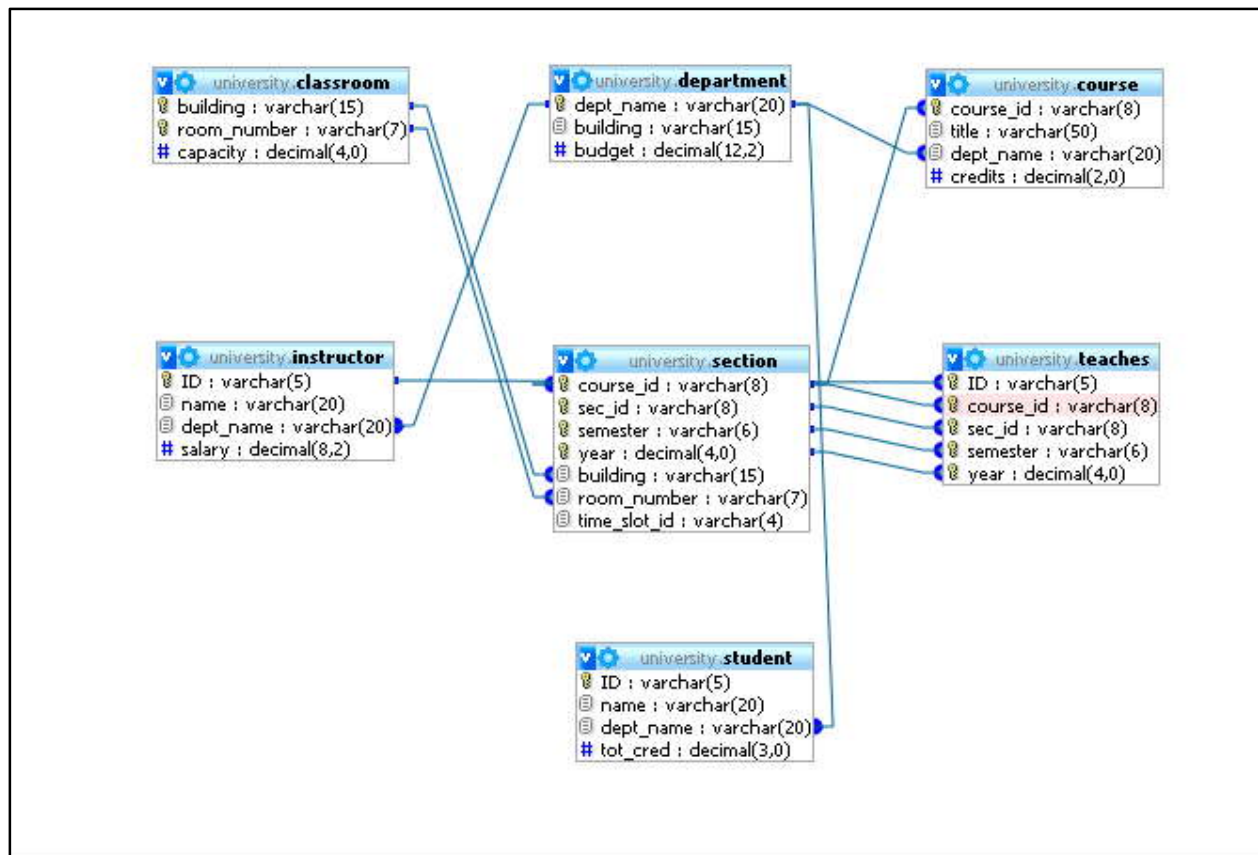 university.classroom
building : varchar(15)
room_number : varchar(7)
# capacity : decimal(4,0)
university.department
dept_name : varchar(20)
building : varchar(15)
# budget : decimal(12,2)
university.course
course_id : varchar(8)
title : varchar(50)
dept_name : varchar(20)
# credits : decimal(2,0)
university.instructor
ID : varchar(5)
name : varchar(20)
dept_name : varchar(20)
# salary : decimal(8,2)
university.section
course_id : varchar(8)
sec_id : varchar(8)
semester : varchar(6)
year : decimal(4,0)
building : varchar(15)
room_number : varchar(7)
time_slot_id : varchar(4)
university.teaches
ID : varchar(5)
course_id : varchar(8)
sec_id : varchar(8)
semester : varchar(6)
year : decimal(4,0)
university.student
ID : varchar(5)
name : varchar(20)
dept_name : varchar(20)
# tot_cred : decimal(3,0)